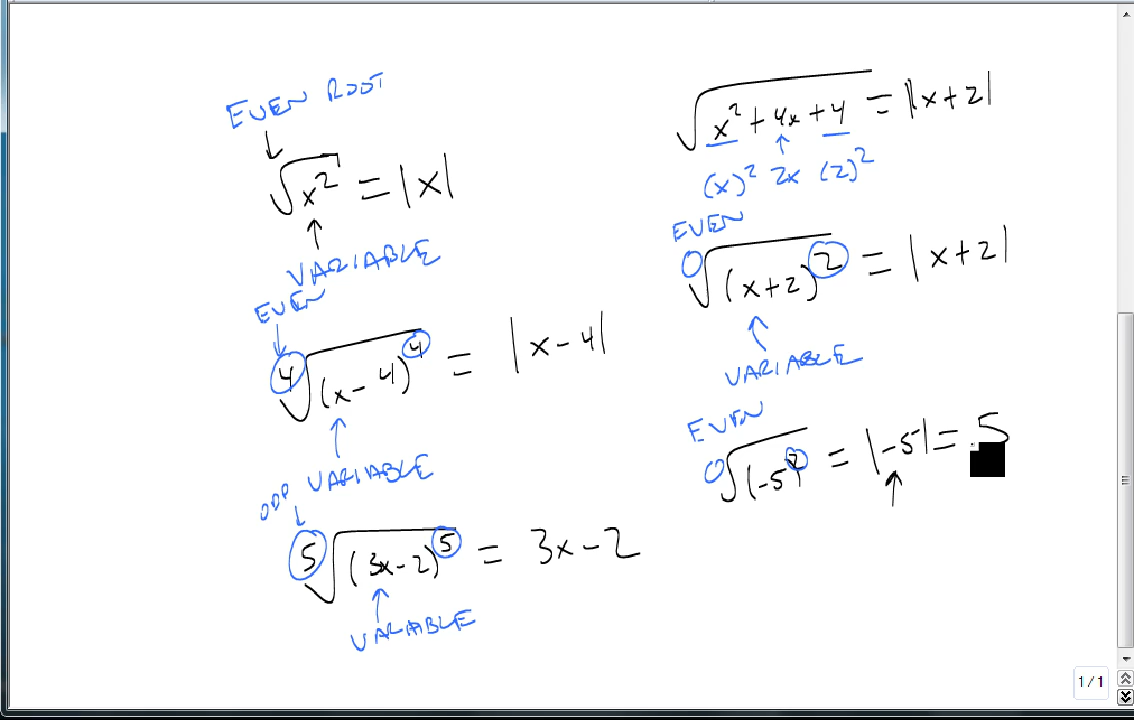 EVEN ROOT
√x² = |x|
VARIABLE
EVEN
⁴√(x-4)⁴ = |x-4|
VARIABLE
ODD
⁵√(3x-2)⁵ = 3x-2
VARIABLE
√x²+4x+4 = |x+2|
(x)² 2x (2)²
EVEN
√(x+2)² = |x+2|
VARIABLE
EVEN
√(-5)² = |-5| = 5
1/1